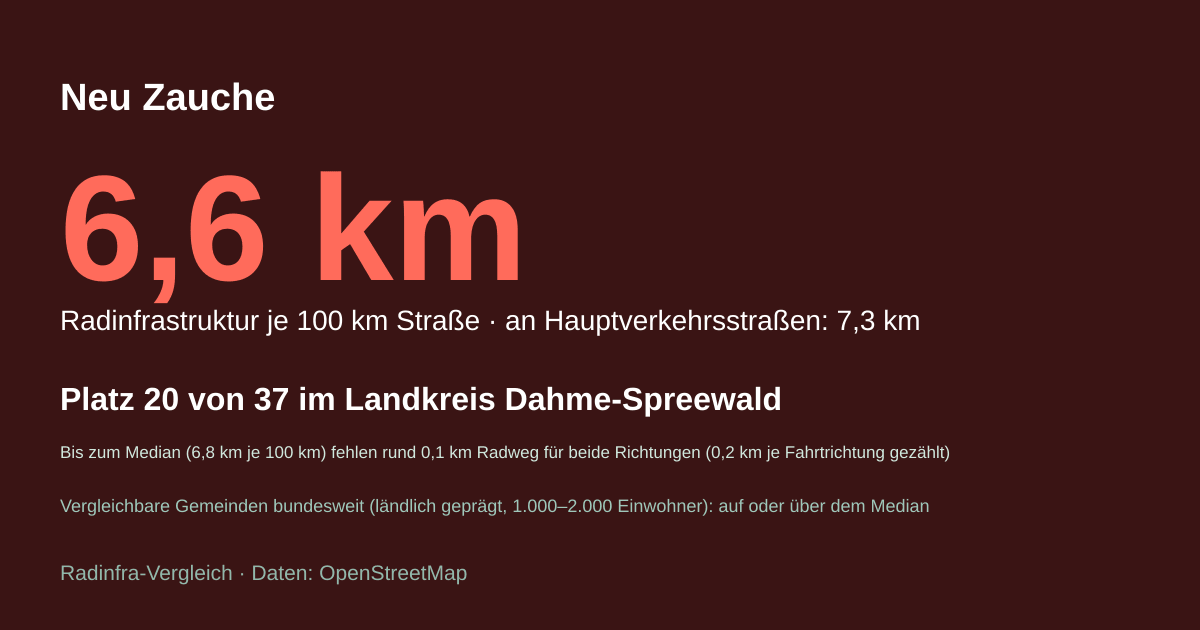 Neu Zauche
6,6 km
Radinfrastruktur je 100 km Straße · an Hauptverkehrsstraßen: 7,3 km
Platz 20 von 37 im Landkreis Dahme-Spreewald
Bis zum Median (6,8 km je 100 km) fehlen rund 0,1 km Radweg für beide Richtungen (0,2 km je Fahrtrichtung gezählt)
Vergleichbare Gemeinden bundesweit (ländlich geprägt, 1.000–2.000 Einwohner): auf oder über dem Median
Radinfra-Vergleich · Daten: OpenStreetMap